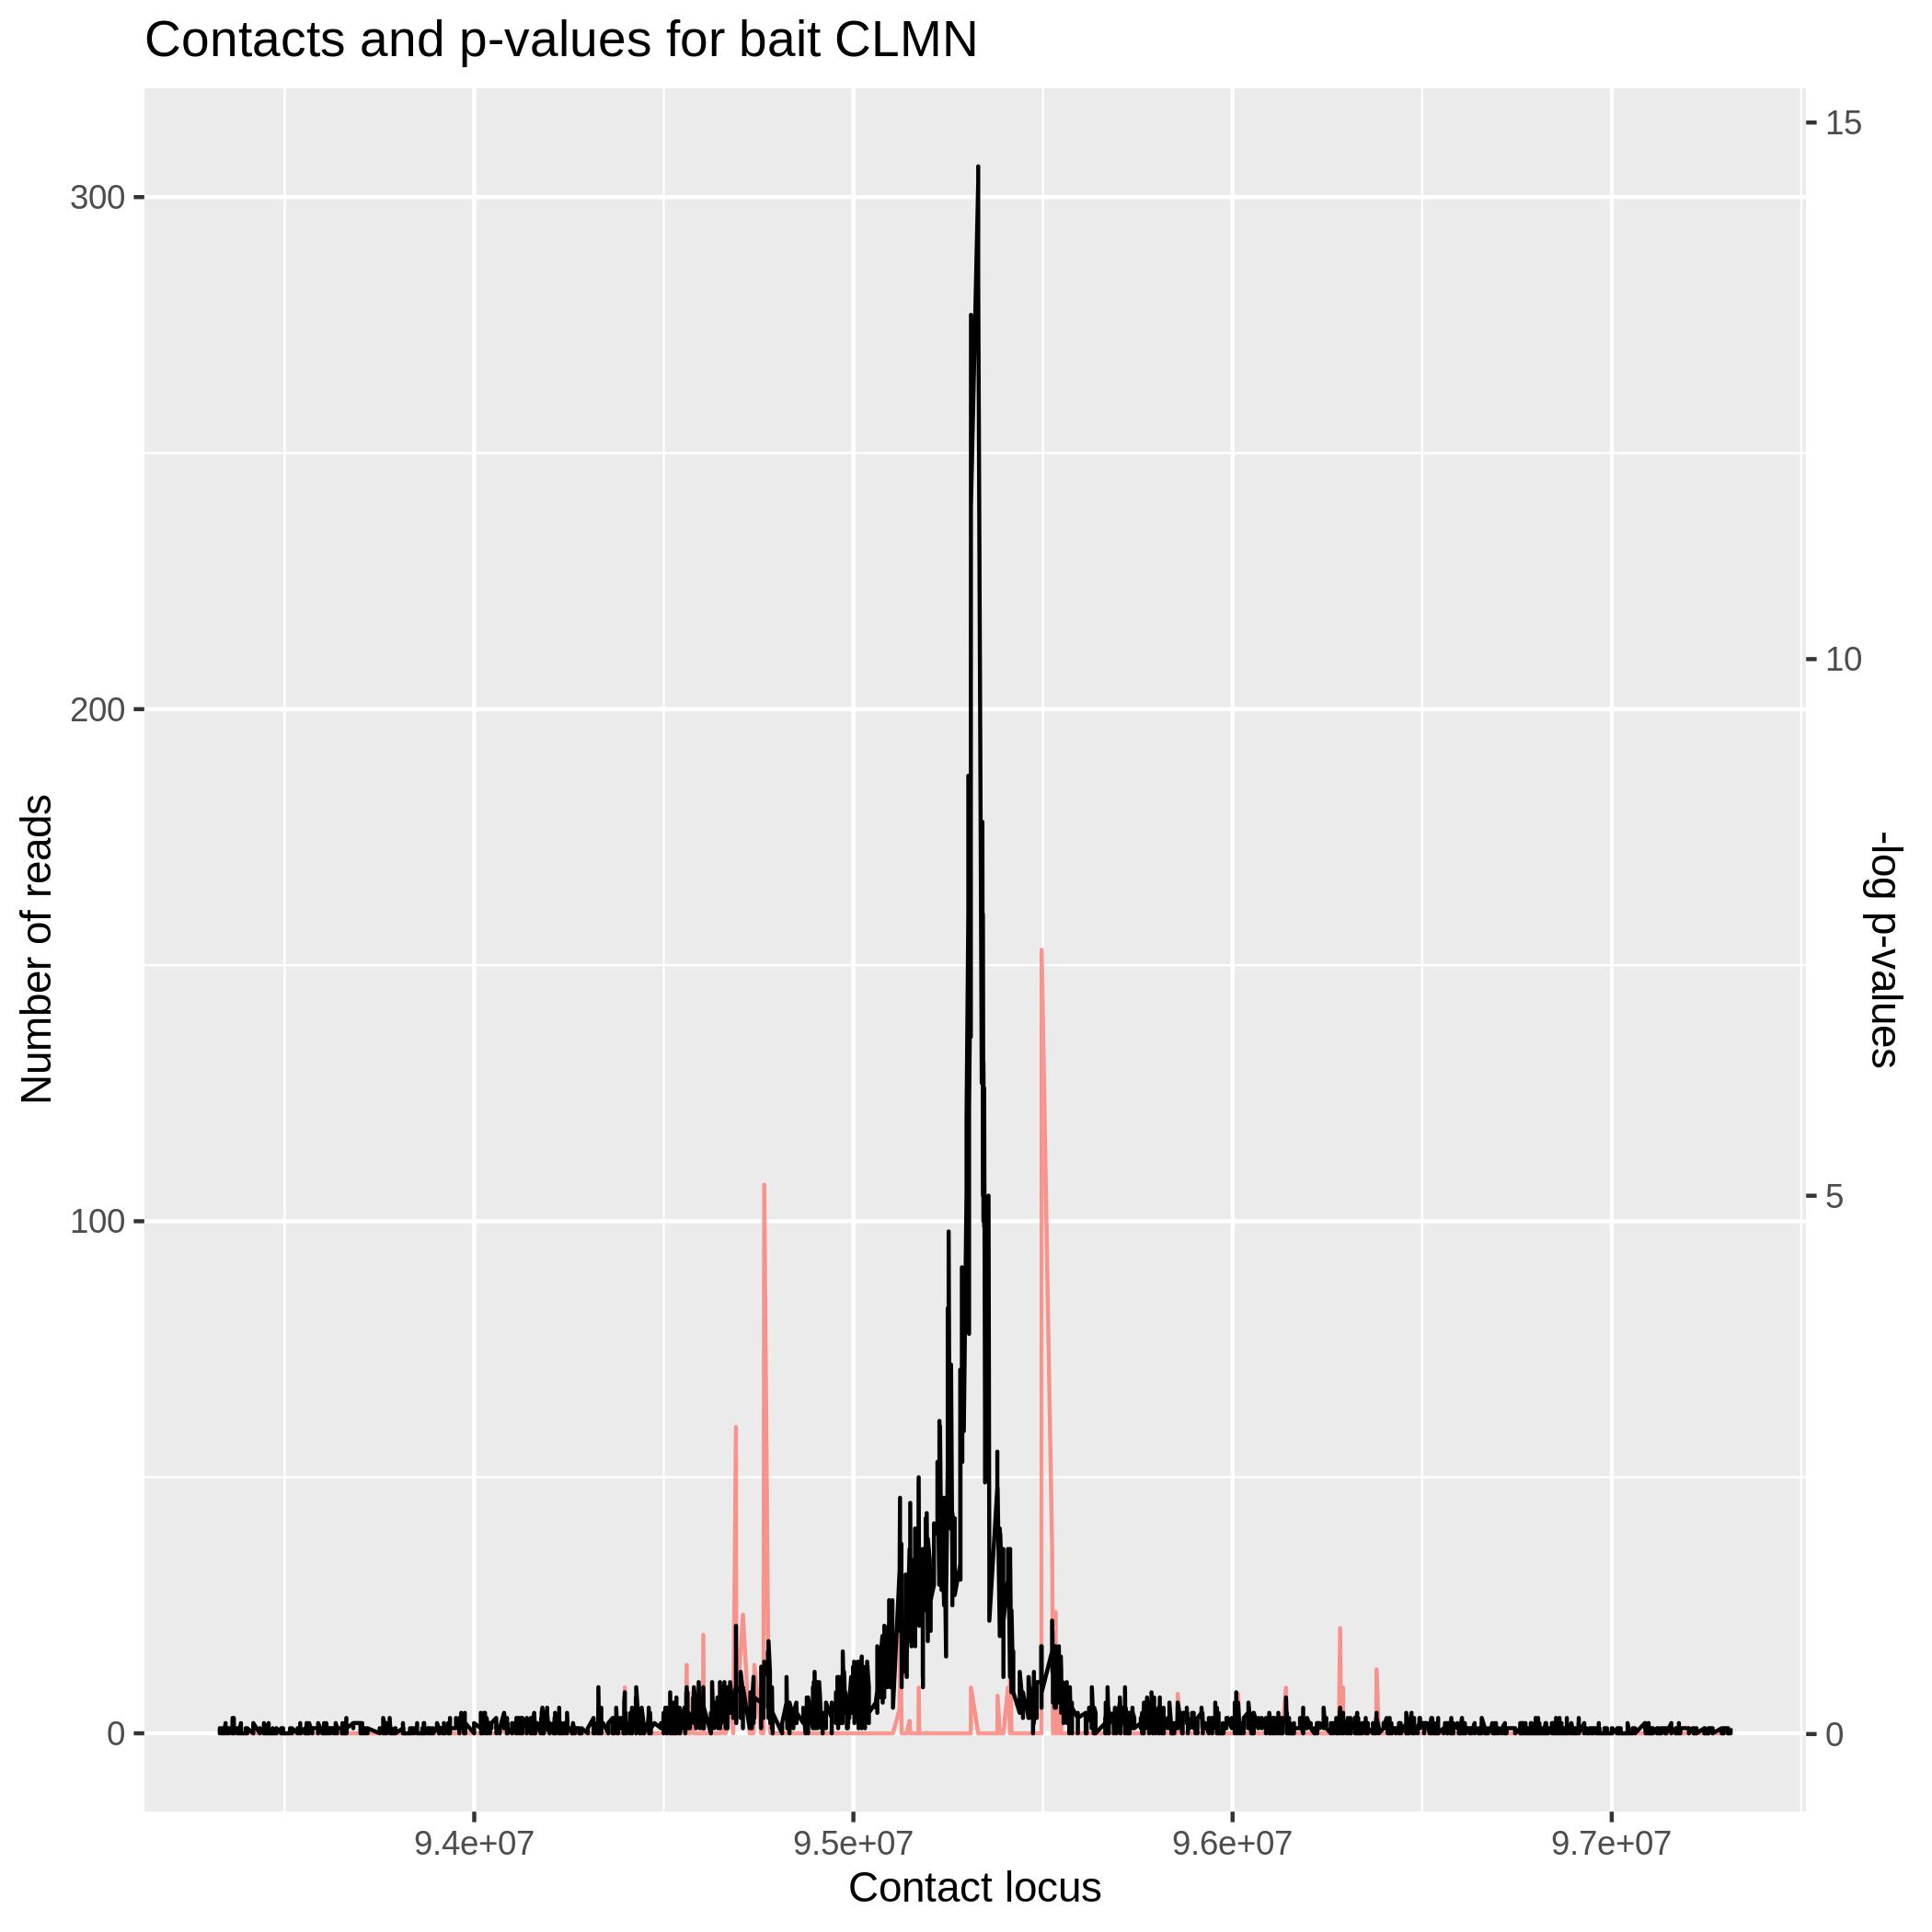 Contacts and p-values for bait CLMN
300
200
100
0
Number of reads
15
10
5
0
-log p-values
9.4e+07
9.5e+07
9.6e+07
9.7e+07
Contact locus